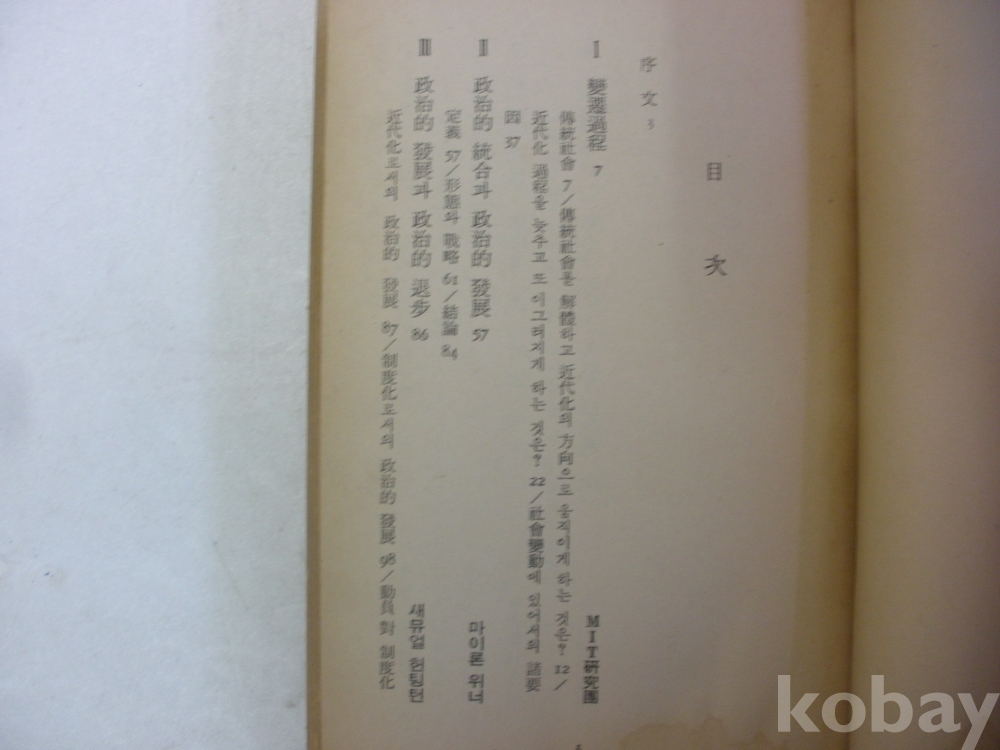 目 次
序 文 3
Ⅰ 變遷過程 7 MIT硏究團
傳統社會 7/傳統社會를 解體하고 近代化의 方向으로 움직이게 하는 것은? 12/
近代化 過程을 늦추고 또 이그러지게 하는 것은? 22/社會變動에 있어서의 諸要
因 37
Ⅱ 政治的 統合과 政治的 發展 57 마이론 위너
定義 57/形態와 戰略 61/結論 84
Ⅲ 政治的 發展과 政治的 退步 86 새뮤얼 헌팅턴
近代化로서의 政治的 發展 87/制度化로서의 政治的 發展 98/動員 對 制度化
kobay